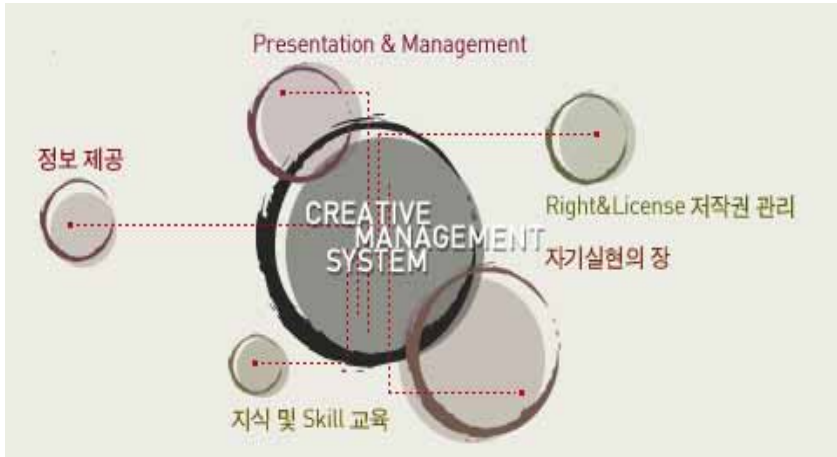 Presentation & Management
정보 제공
CREATIVE
MANAGEMENT
SYSTEM
Right&License 저작권 관리
자기실현의 장
지식 및 Skill 교육